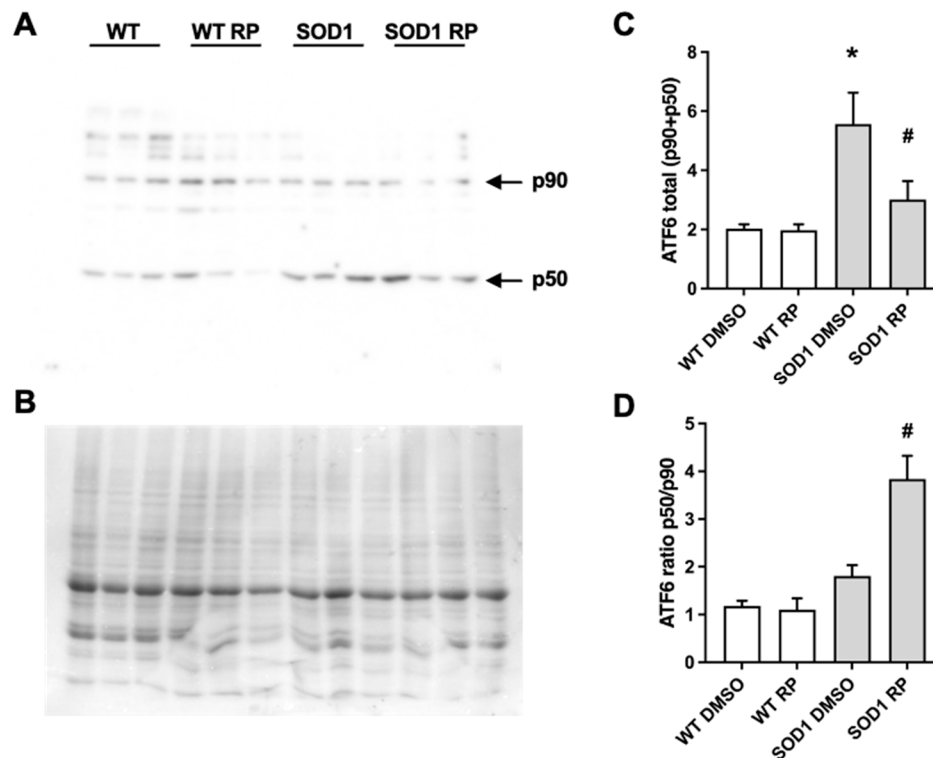 A
WT
WT RP
SOD1
SOD1 RP
p90
p50
B
C
ATF6 total (p90+p50)
8
6
4
2
0
*
#
WT DMSO
WT RP
SOD1 DMSO
SOD1 RP
D
ATF6 ratio p50/p90
5
4
3
2
1
0
#
WT DMSO
WT RP
SOD1 DMSO
SOD1 RP